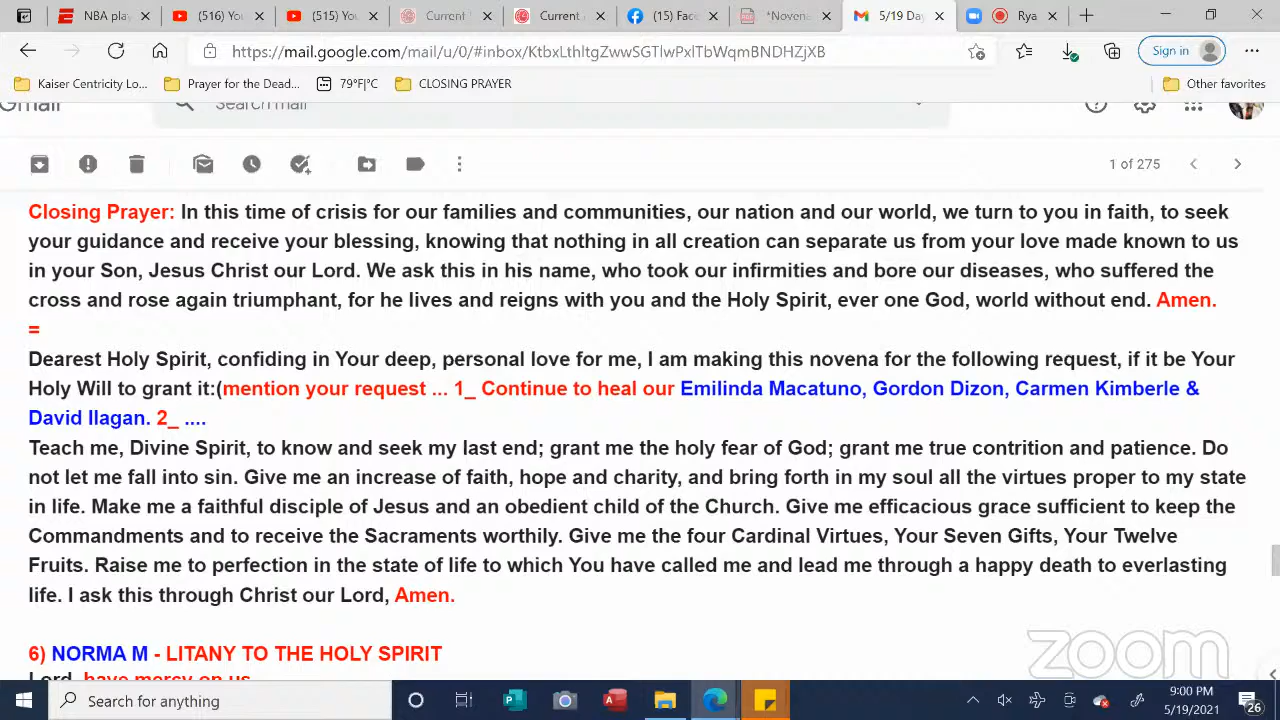 (516) Yo
(515) You
Current
Current.
(15) Face
Novena
5/19 Day
Rya
https://mail.google.com/mail/u/0/#inbox/KtbxLthltgZwwSGTlwPxlTbWqmBNDHZjXB
Sign in
Kaiser Centricity Lo...
Prayer for the Dead...
79°F|°C
CLOSING PRAYER
Other favorites
Gmail
Search mail
1 of 275
Closing Prayer: In this time of crisis for our families and communities, our nation and our world, we turn to you in faith, to seek
your guidance and receive your blessing, knowing that nothing in all creation can separate us from your love made known to us
in your Son, Jesus Christ our Lord. We ask this in his name, who took our infirmities and bore our diseases, who suffered the
cross and rose again triumphant, for he lives and reigns with you and the Holy Spirit, ever one God, world without end. Amen.
=
Dearest Holy Spirit, confiding in Your deep, personal love for me, I am making this novena for the following request, if it be Your
Holy Will to grant it:(mention your request ... 1_ Continue to heal our Emilinda Macatuno, Gordon Dizon, Carmen Kimberle &
David Ilagan. 2_ ....
Teach me, Divine Spirit, to know and seek my last end; grant me the holy fear of God; grant me true contrition and patience. Do
not let me fall into sin. Give me an increase of faith, hope and charity, and bring forth in my soul all the virtues proper to my state
in life. Make me a faithful disciple of Jesus and an obedient child of the Church. Give me efficacious grace sufficient to keep the
Commandments and to receive the Sacraments worthily. Give me the four Cardinal Virtues, Your Seven Gifts, Your Twelve
Fruits. Raise me to perfection in the state of life to which You have called me and lead me through a happy death to everlasting
life. I ask this through Christ our Lord, Amen.
6) NORMA M - LITANY TO THE HOLY SPIRIT
Lord, have mercy on us
zoom
Search for anything
9:00 PM
5/19/2021
26